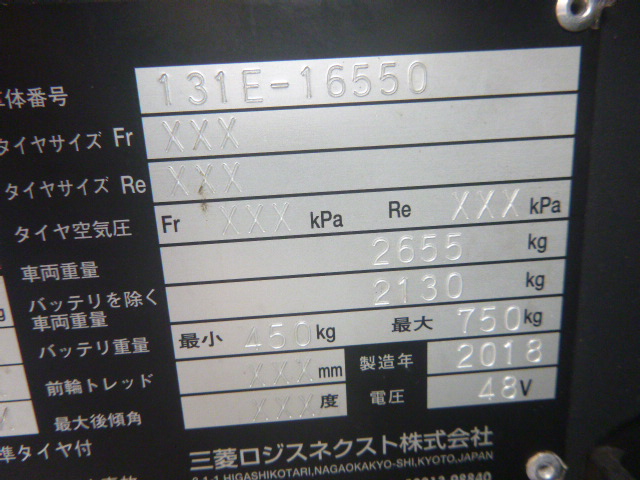 体番号 131E-16550
タイヤサイズ Fr XXX
タイヤサイズ Re XXX
タイヤ空気圧 Fr XXX kPa Re XXX kPa
車両重量 2655 kg
バッテリを除く
車両重量 2130 kg
バッテリ重量 最小 450kg 最大 750kg
前輪トレッド XXX mm 製造年 2018
最大後傾角 XXX 度 電圧 48V
準タイヤ付
三菱ロジスネクスト株式会社
HIGASHIKOTARI,NAGAOKAKYO-SHI,KYOTO,JAPAN